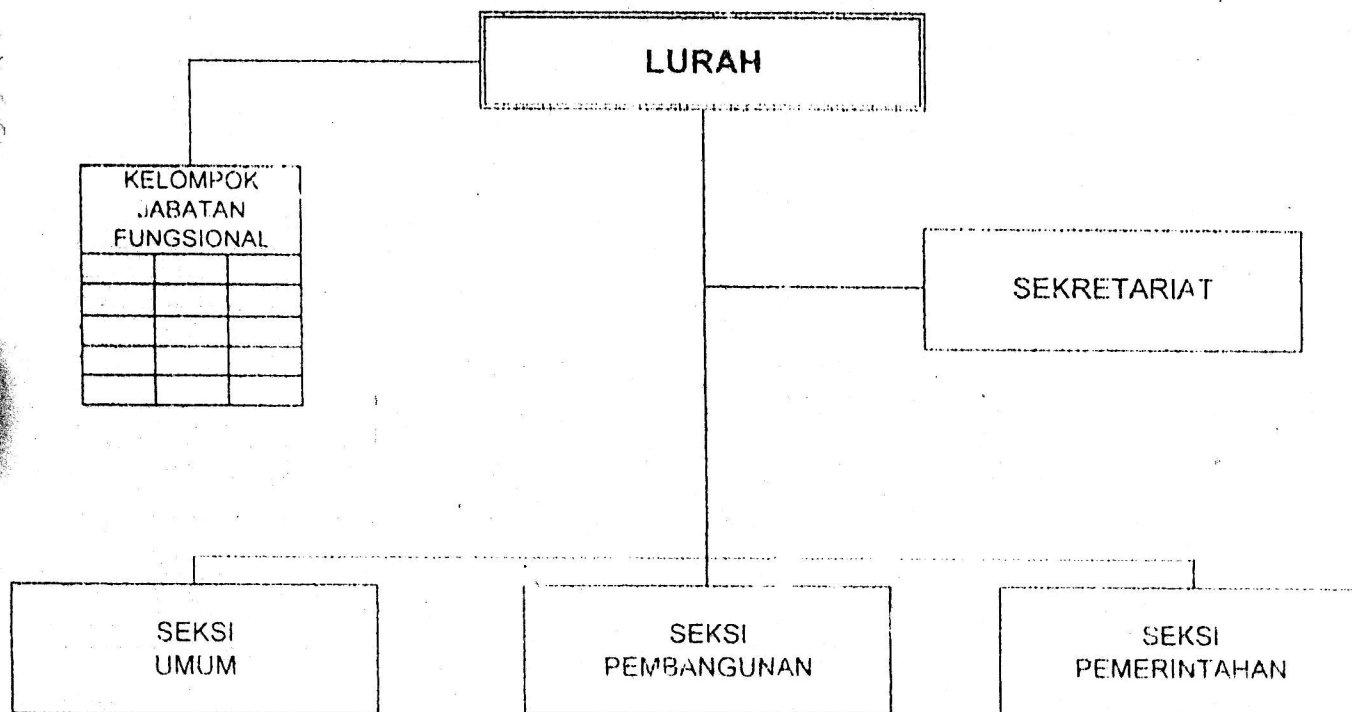 LURAH
KELOMPOK
JABATAN
FUNGSIONAL
SEKRETARIAT
SEKSI
UMUM
SEKSI
PEMBANGUNAN
SEKSI
PEMERINTAHAN